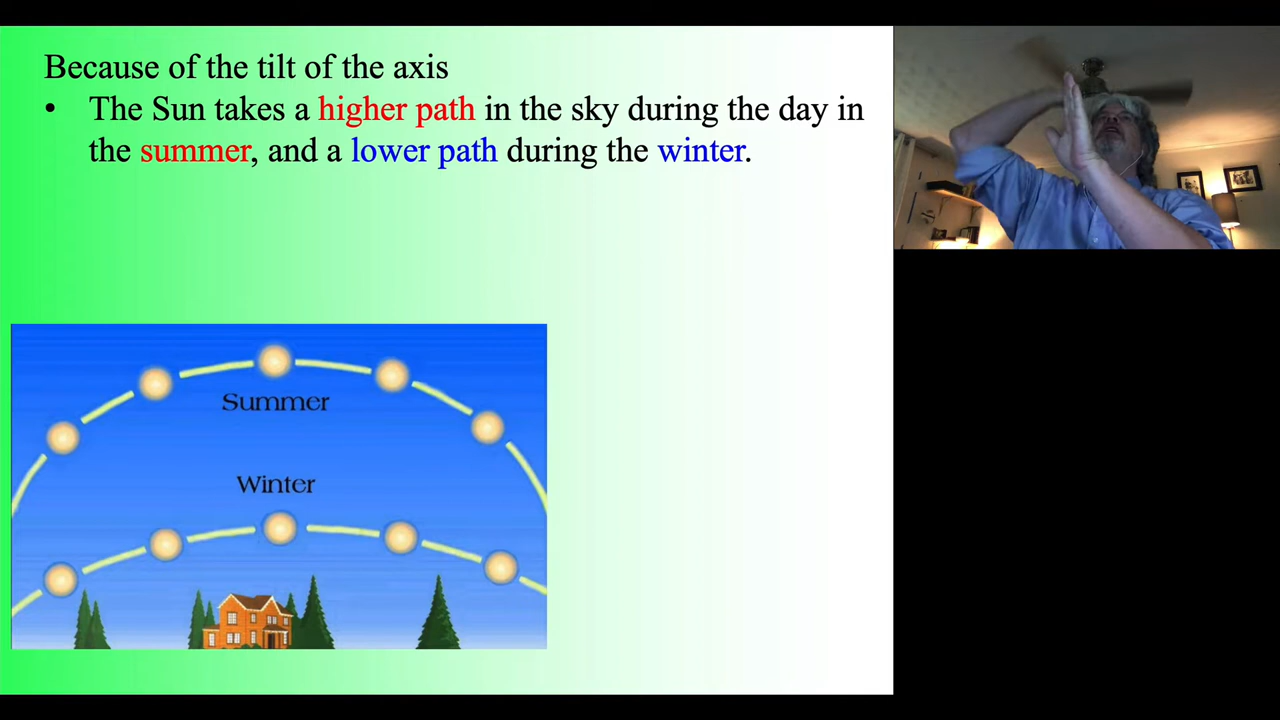 Because of the tilt of the axis
• The Sun takes a higher path in the sky during the day in
the summer, and a lower path during the winter.
Summer
Winter